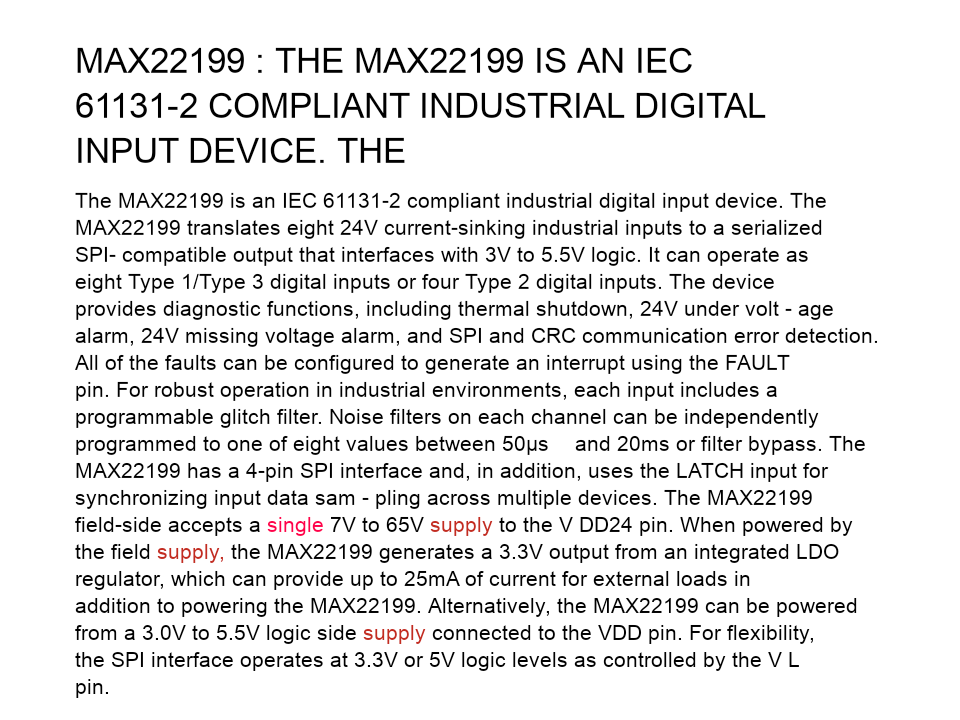 MAX22199 : THE MAX22199 IS AN IEC
61131-2 COMPLIANT INDUSTRIAL DIGITAL
INPUT DEVICE. THE
The MAX22199 is an IEC 61131-2 compliant industrial digital input device. The
MAX22199 translates eight 24V current-sinking industrial inputs to a serialized
SPI- compatible output that interfaces with 3V to 5.5V logic. It can operate as
eight Type 1/Type 3 digital inputs or four Type 2 digital inputs. The device
provides diagnostic functions, including thermal shutdown, 24V under volt - age
alarm, 24V missing voltage alarm, and SPI and CRC communication error detection.
All of the faults can be configured to generate an interrupt using the FAULT
pin. For robust operation in industrial environments, each input includes a
programmable glitch filter. Noise filters on each channel can be independently
programmed to one of eight values between 50µs and 20ms or filter bypass. The
MAX22199 has a 4-pin SPI interface and, in addition, uses the LATCH input for
synchronizing input data sam - pling across multiple devices. The MAX22199
field-side accepts a single 7V to 65V supply to the V DD24 pin. When powered by
the field supply, the MAX22199 generates a 3.3V output from an integrated LDO
regulator, which can provide up to 25mA of current for external loads in
addition to powering the MAX22199. Alternatively, the MAX22199 can be powered
from a 3.0V to 5.5V logic side supply connected to the VDD pin. For flexibility,
the SPI interface operates at 3.3V or 5V logic levels as controlled by the V L
pin.